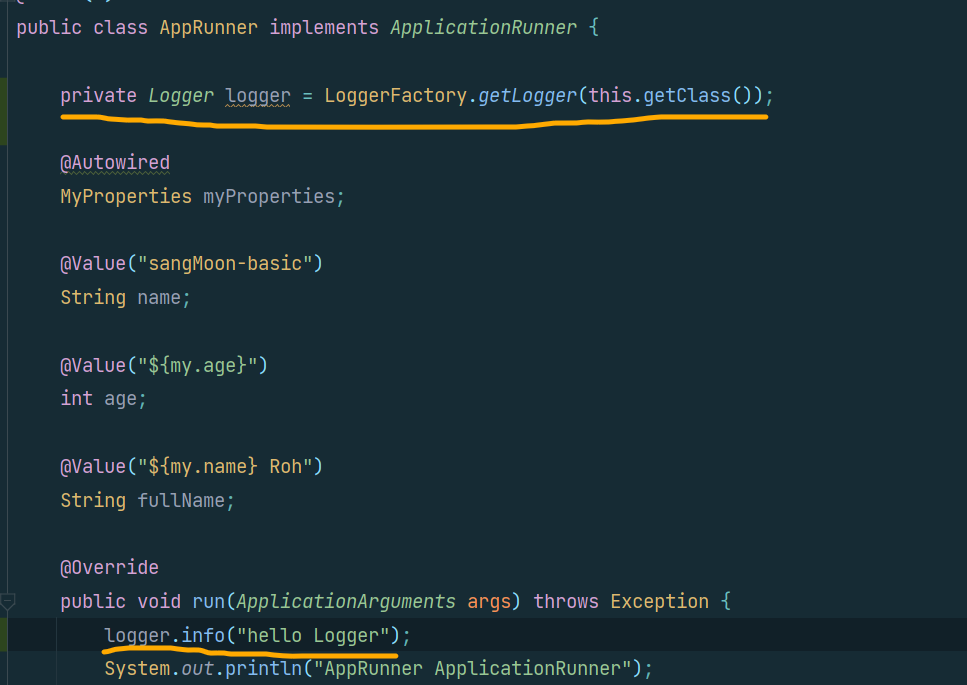 public class AppRunner implements ApplicationRunner {
private Logger logger = LoggerFactory.getLogger(this.getClass());
@Autowired
MyProperties myProperties;
@Value("sangMoon-basic")
String name;
@Value("${my.age}")
int age;
@Value("${my.name} Roh")
String fullName;
@Override
public void run(ApplicationArguments args) throws Exception {
logger.info("hello Logger");
System.out.println("AppRunner ApplicationRunner");